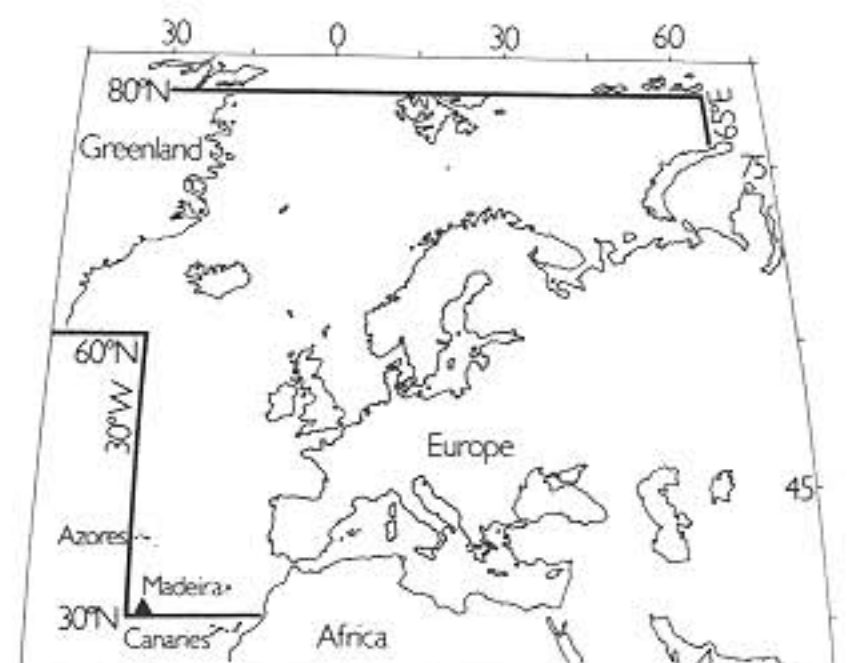 30 0 30 60
80°N
65°E
Greenland
75
60°N
30°W
Europe
45
Azores
Madeira
30°N
Canaries
Africa